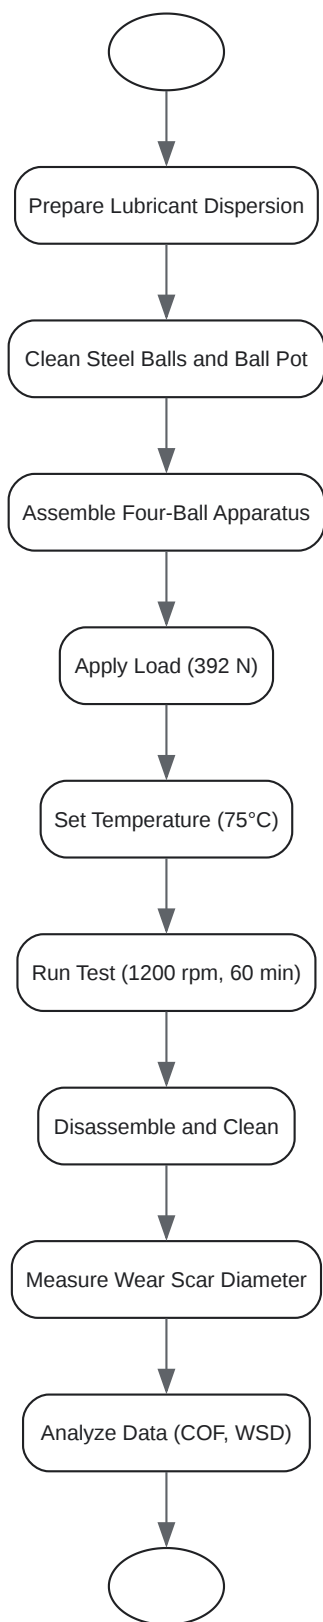 Prepare Lubricant Dispersion
Clean Steel Balls and Ball Pot
Assemble Four-Ball Apparatus
Apply Load (392 N)
Set Temperature (75°C)
Run Test (1200 rpm, 60 min)
Disassemble and Clean
Measure Wear Scar Diameter
Analyze Data (COF, WSD)